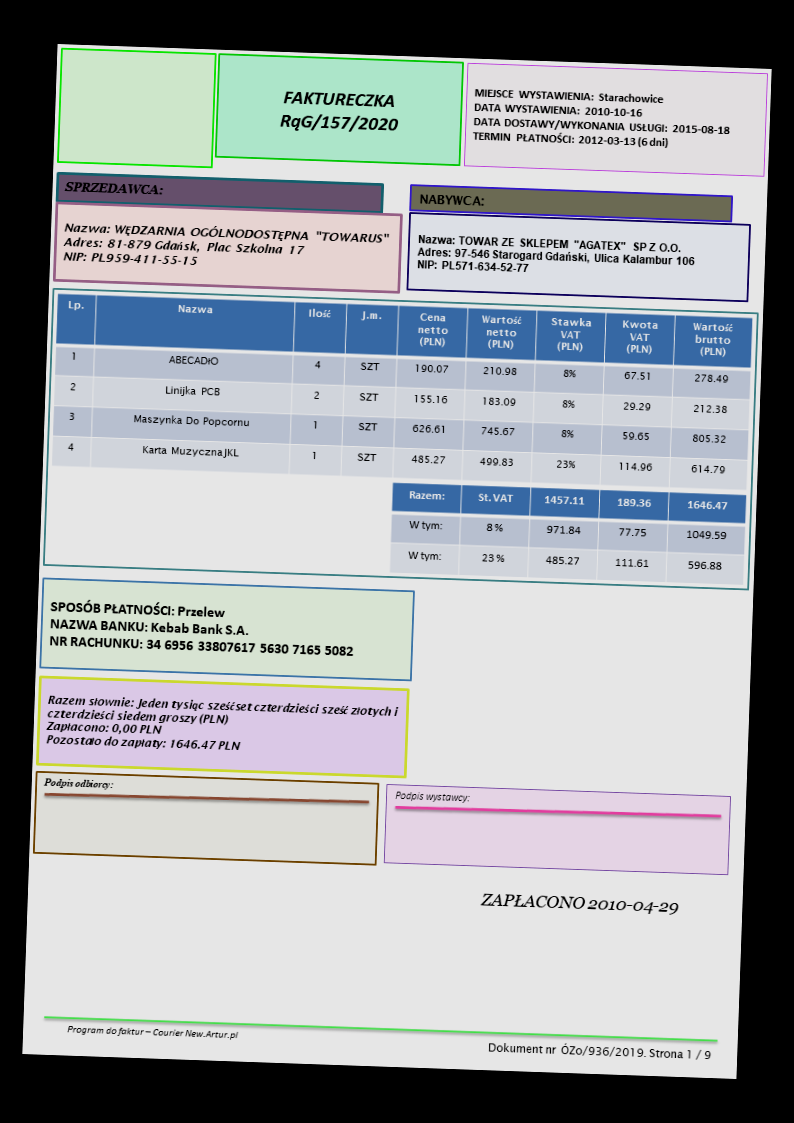 FAKTURECZKA
RąG/157/2020
MIEJSCE WYSTAWIENIA: Starachowice
DATA WYSTAWIENIA: 2010-10-16
DATA DOSTAWY/WYKONANIA USŁUGI: 2015-08-18
TERMIN PŁATNOŚCI: 2012-03-13 (6 dni)
SPRZEDAWCA:
Nazwa: WĘDZARNIA OGÓLNODOSTĘPNA "TOWARUS"
Adres: 81-879 Gdańsk, Plac Szkolna 17
NIP: PL959-411-55-15
NABYWCA:
Nazwa: TOWAR ZE SKLEPEM "AGATEX" SP Z O.O.
Adres: 97-546 Starogard Gdański, Ulica Kalambur 106
NIP: PL571-634-52-77
Lp. Nazwa Ilość J.m. Cena netto (PLN) Wartość netto (PLN) Stawka VAT (PLN) Kwota VAT (PLN) Wartość brutto (PLN)
1 ABECADŁO 4 SZT 190.07 210.98 8% 67.51 278.49
2 Linijka PCB 2 SZT 155.16 183.09 8% 29.29 212.38
3 Maszynka Do Popcornu 1 SZT 626.61 745.67 8% 59.65 805.32
4 Karta Muzyczna JKL 1 SZT 485.27 499.83 23% 114.96 614.79
Razem: St. VAT 1457.11 189.36 1646.47
W tym: 8% 971.84 77.75 1049.59
W tym: 23% 485.27 111.61 596.88
SPOSÓB PŁATNOŚCI: Przelew
NAZWA BANKU: Kebab Bank S.A.
NR RACHUNKU: 34 6956 33807617 5630 7165 5082
Razem słownie: Jeden tysiąc sześćset czterdzieści sześć złotych i
czterdzieści siedem groszy (PLN)
Zapłacono: 0,00 PLN
Pozostało do zapłaty: 1646.47 PLN
Podpis odbiorcy:
Podpis wystawcy:
ZAPŁACONO 2010-04-29
Program do faktur – Courier New.Artur.pl
Dokument nr ÓZo/936/2019. Strona 1 / 9